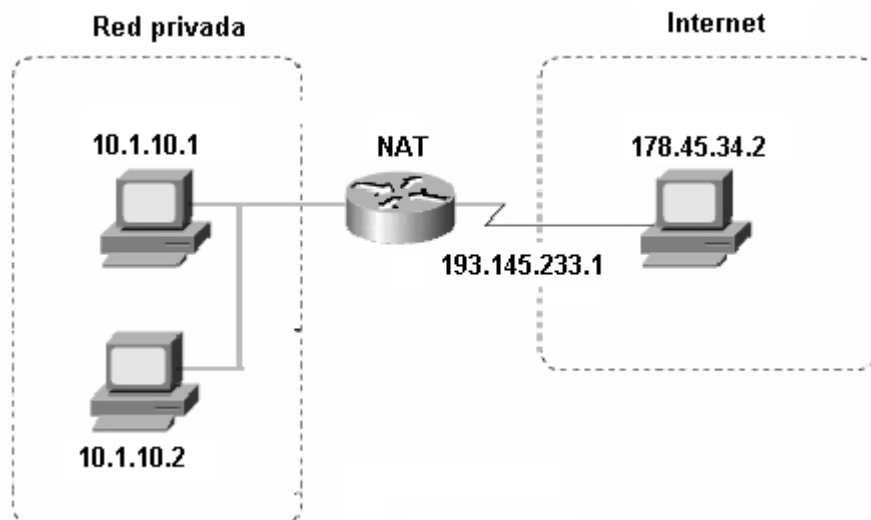 Red privada
Internet
10.1.10.1
NAT
178.45.34.2
193.145.233.1
10.1.10.2